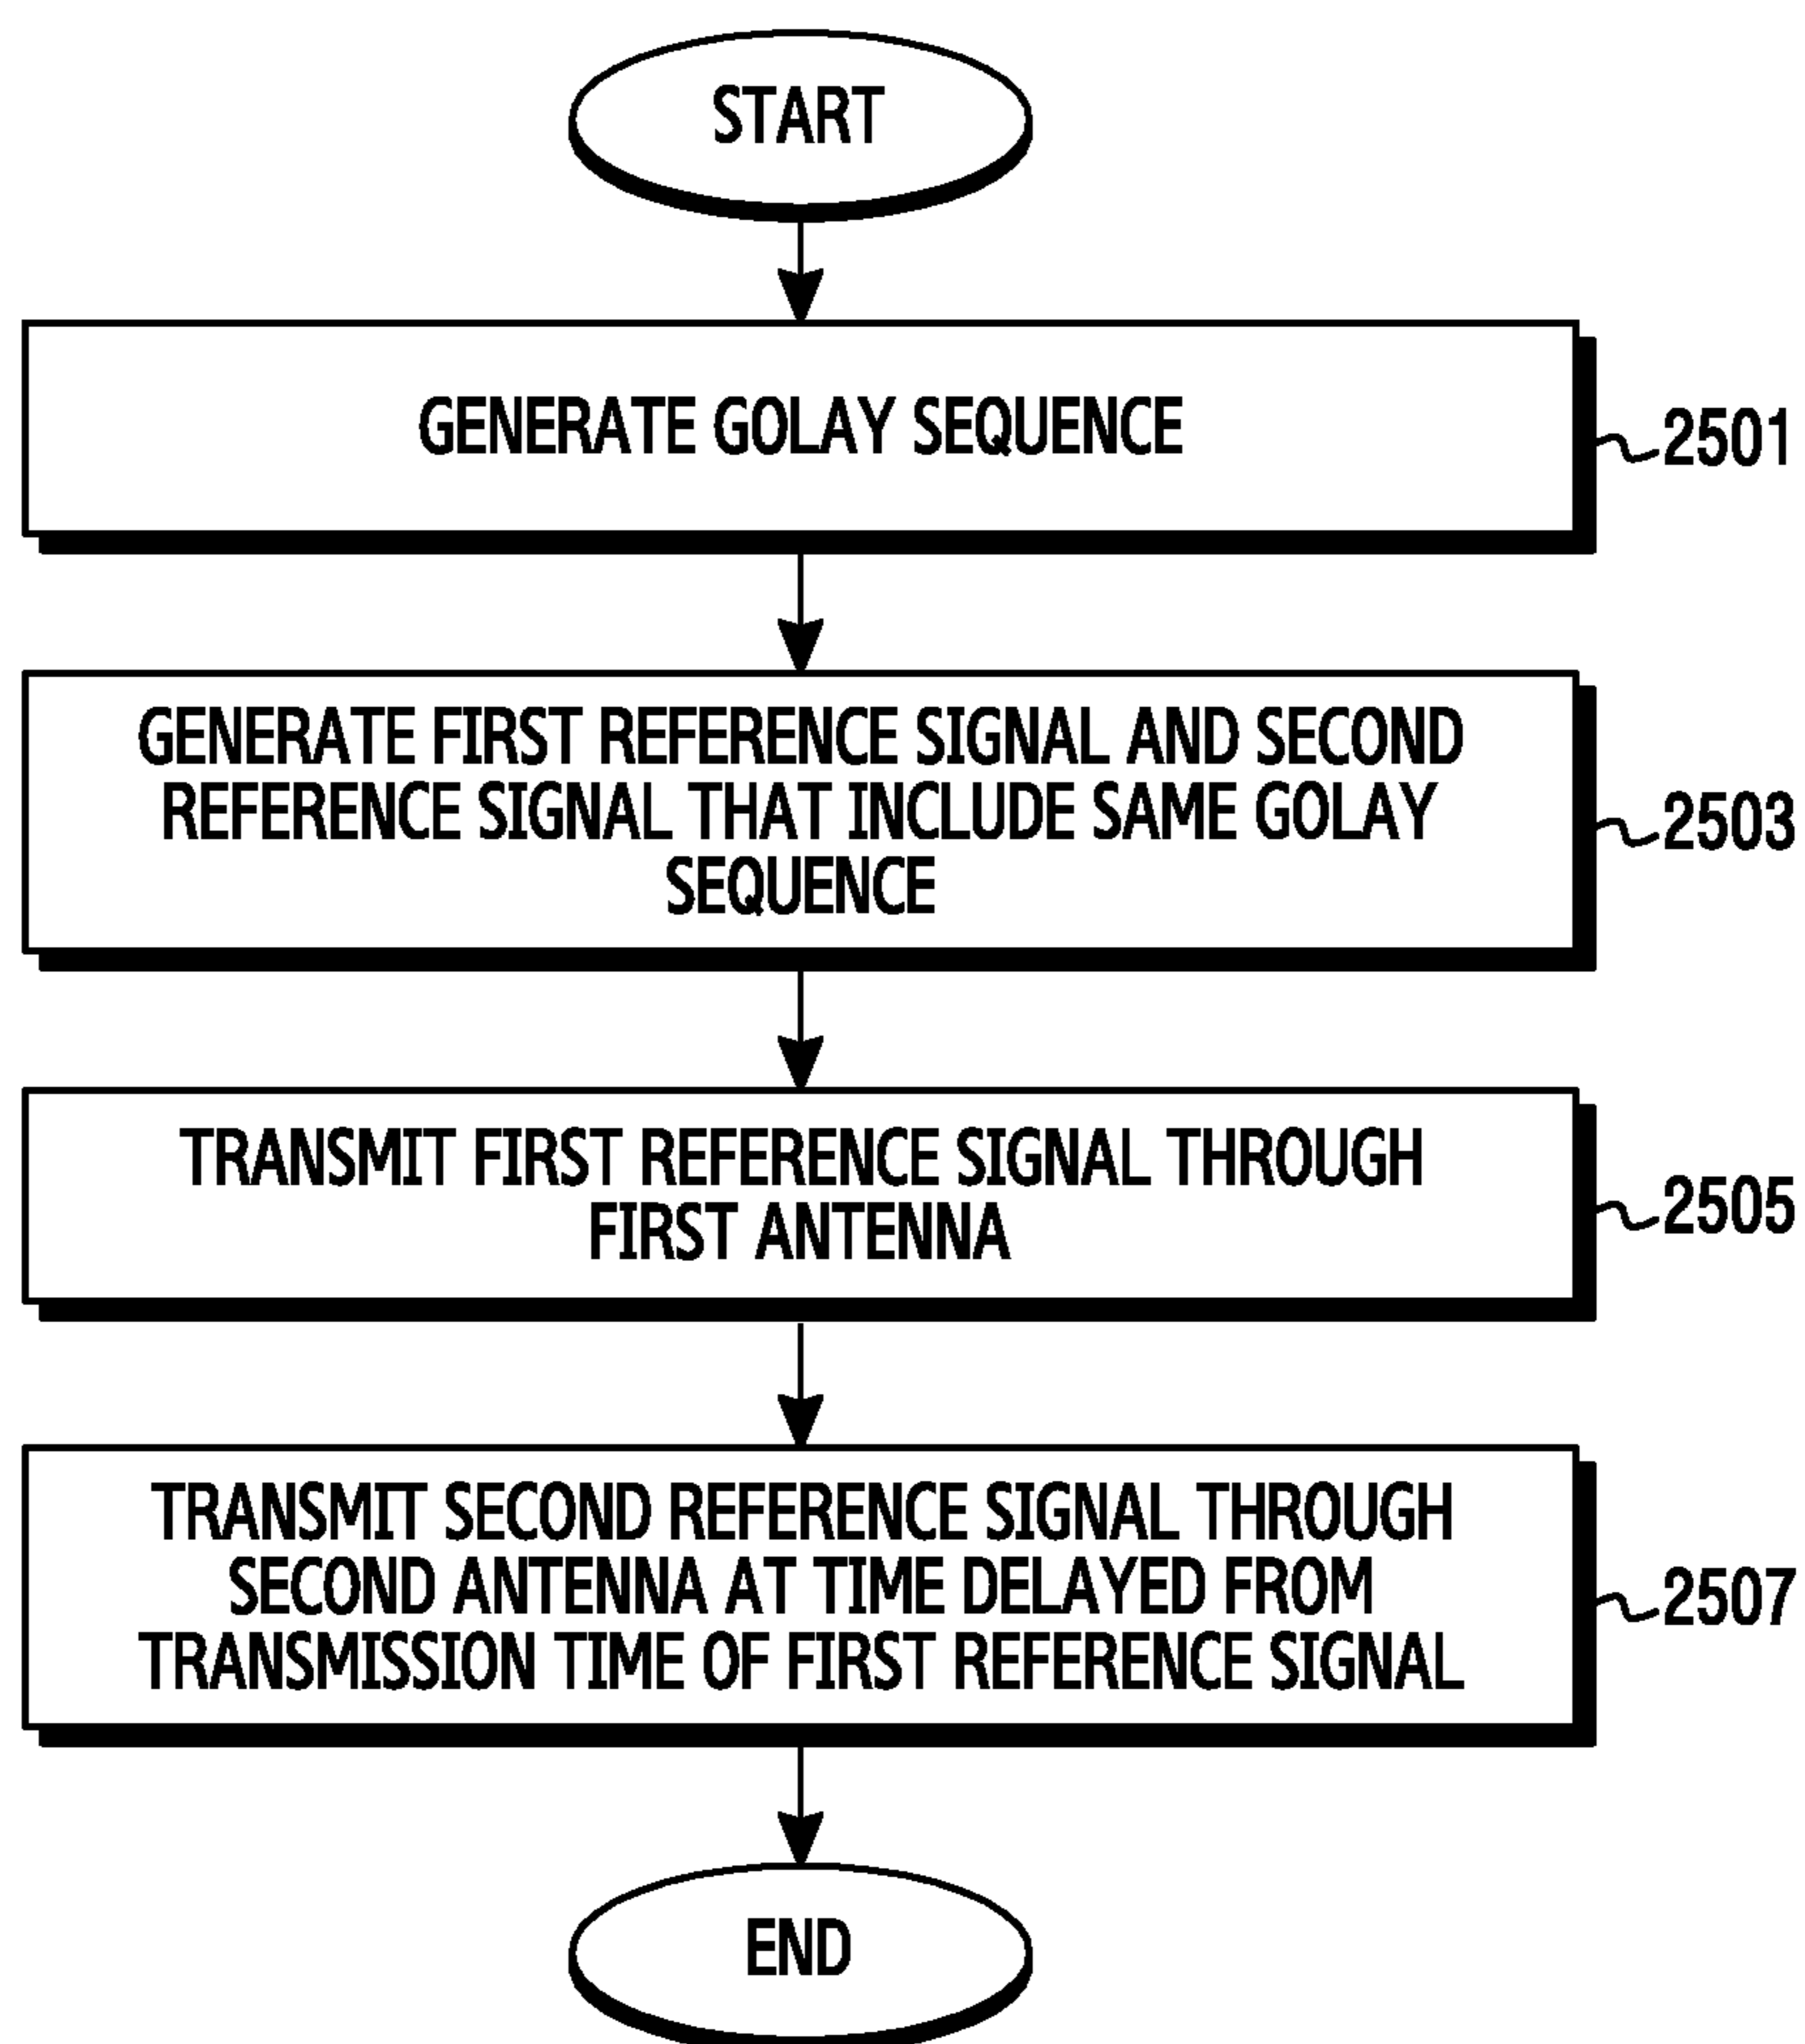 START
GENERATE GOLAY SEQUENCE
2501
GENERATE FIRST REFERENCE SIGNAL AND SECOND
REFERENCE SIGNAL THAT INCLUDE SAME GOLAY
SEQUENCE
2503
TRANSMIT FIRST REFERENCE SIGNAL THROUGH
FIRST ANTENNA
2505
TRANSMIT SECOND REFERENCE SIGNAL THROUGH
SECOND ANTENNA AT TIME DELAYED FROM
TRANSMISSION TIME OF FIRST REFERENCE SIGNAL
2507
END